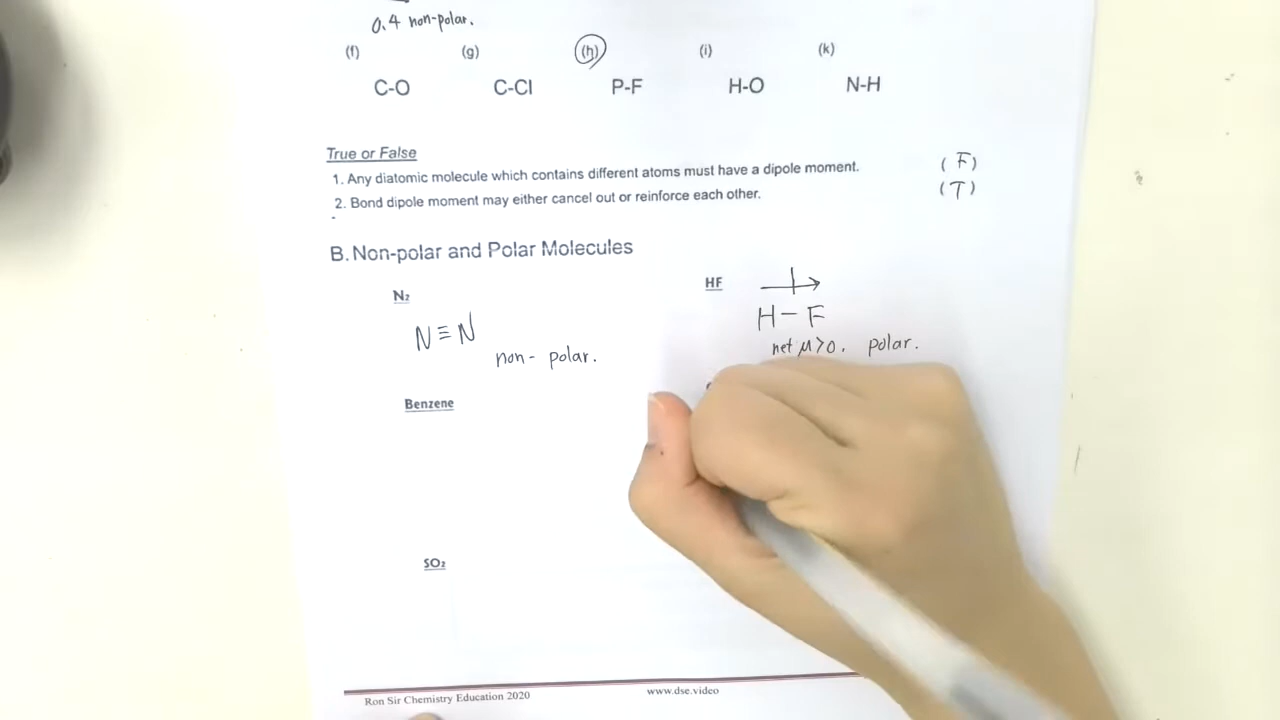 0.4 non-polar.
(f) (g) (h) (i) (k)
C-O C-Cl P-F H-O N-H
True or False
1. Any diatomic molecule which contains different atoms must have a dipole moment. (F)
2. Bond dipole moment may either cancel out or reinforce each other. (T)
B. Non-polar and Polar Molecules
N₂ HF
N≡N H-F
non-polar. net μ>0. polar.
Benzene
SO₂
Ron Sir Chemistry Education 2020 www.dse.video